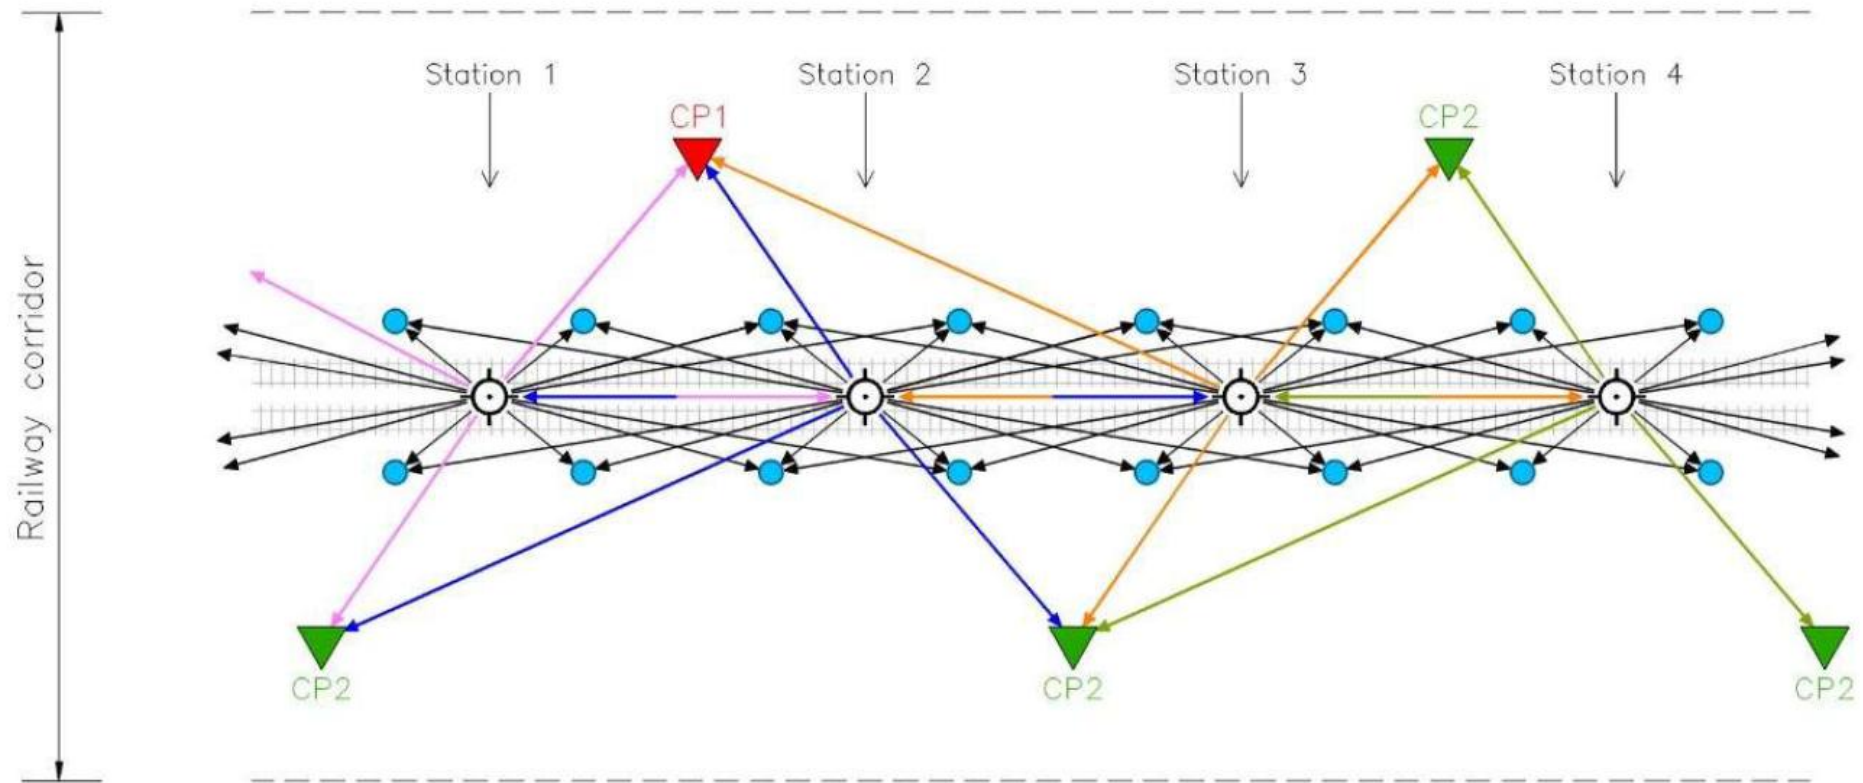 Station 1
Station 2
Station 3
Station 4
CP1
CP2
Railway corridor
CP2
CP2
CP2